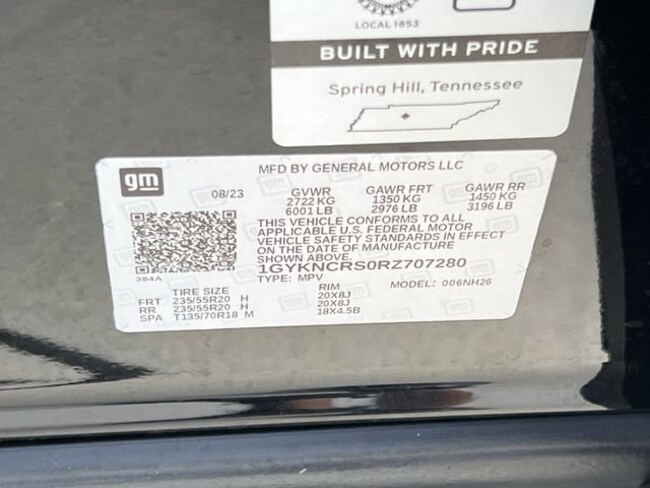 LOCAL 1853
BUILT WITH PRIDE
Spring Hill, Tennessee
gm
MFD BY GENERAL MOTORS LLC
08/23 GVWR GAWR FRT GAWR RR
2722 KG 1350 KG 1450 KG
6001 LB 2976 LB 3196 LB
THIS VEHICLE CONFORMS TO ALL
APPLICABLE U.S. FEDERAL MOTOR
VEHICLE SAFETY STANDARDS IN EFFECT
ON THE DATE OF MANUFACTURE
SHOWN ABOVE.
1GYKNCRS0RZ707280
384A TYPE: MPV MODEL: 006NH26
TIRE SIZE RIM
FRT 235/55R20 H 20X8J
RR 235/55R20 H 20X8J
SPA T135/70R18 M 18X4.5B